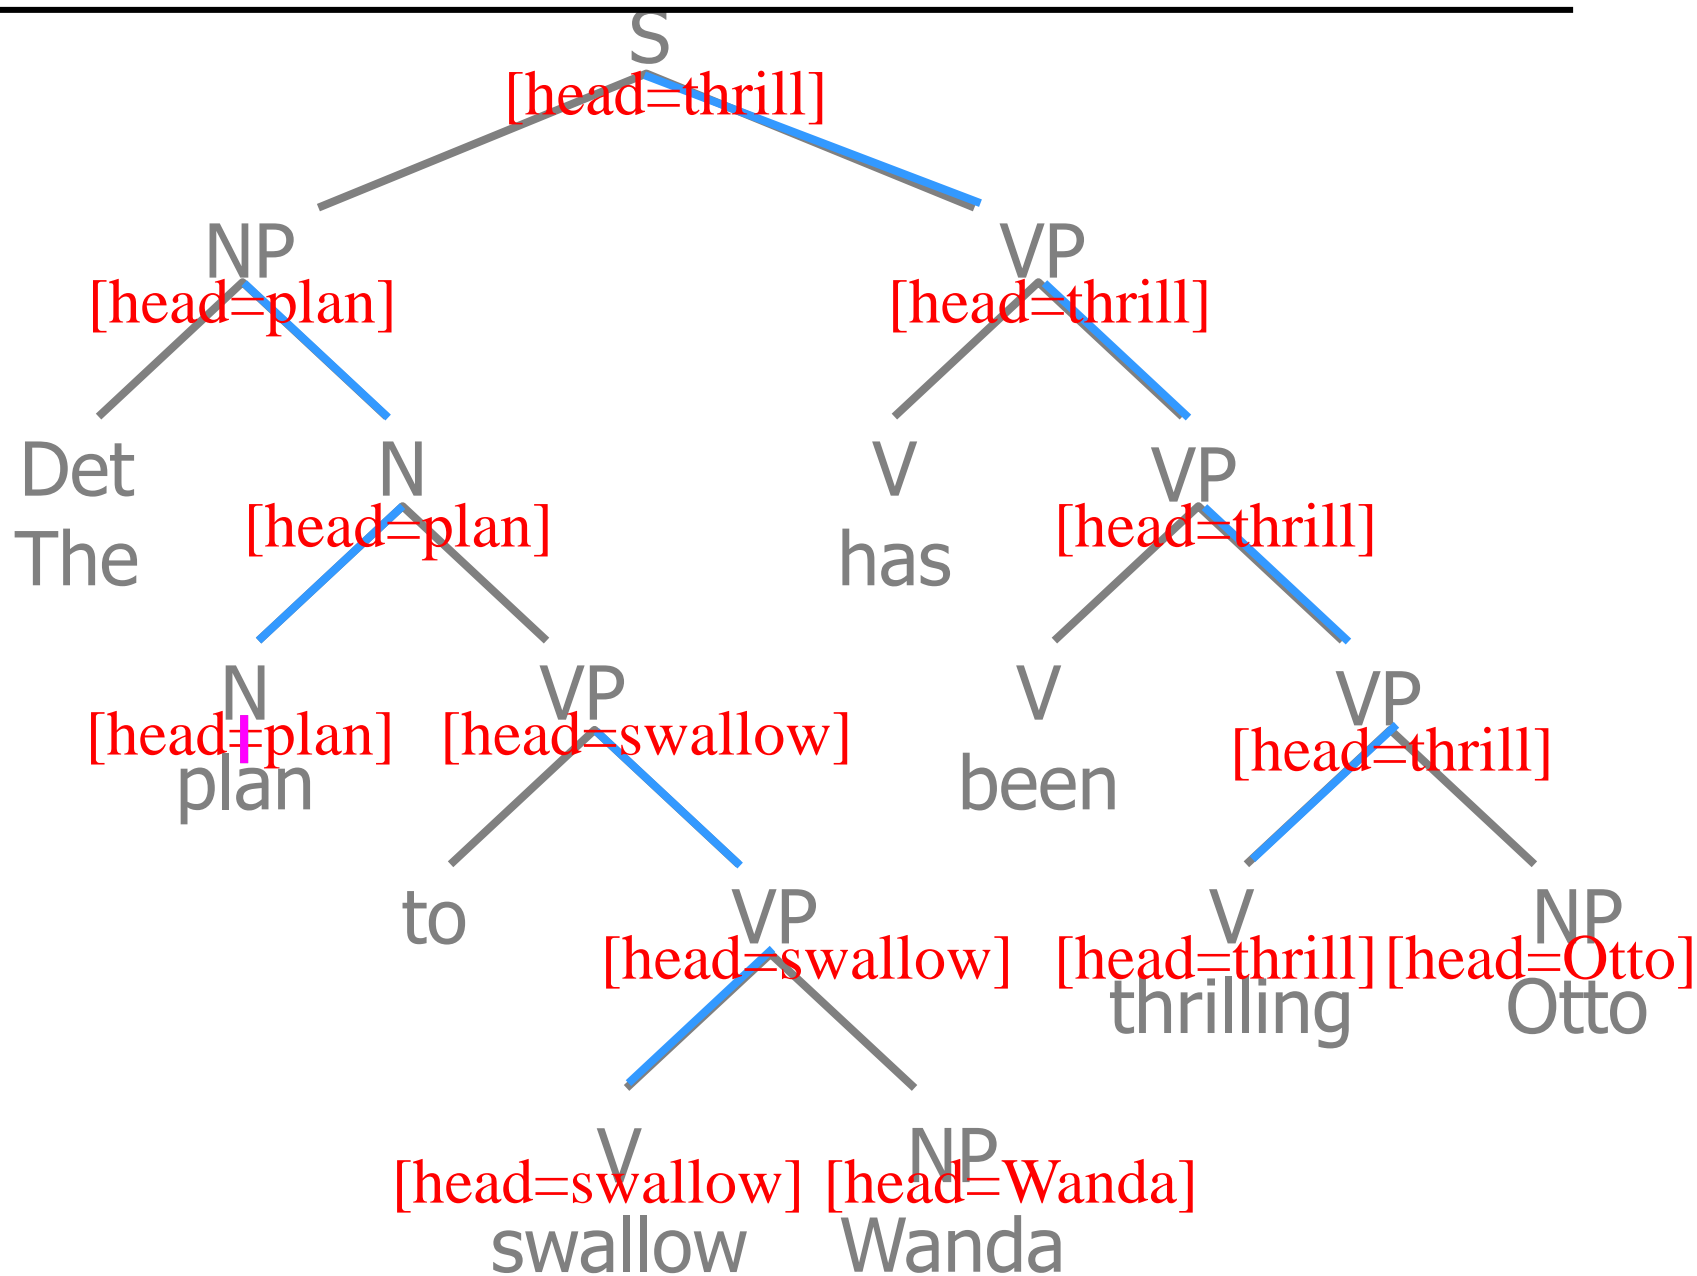 S
[head=thrill]
NP VP
[head=plan] [head=thrill]
Det N V VP
[head=plan] [head=thrill]
The has
N VP V VP
[head=plan] [head=swallow] [head=thrill]
plan been
to VP V NP
[head=swallow] [head=thrill] [head=Otto]
thrilling Otto
V NP
[head=swallow] [head=Wanda]
swallow Wanda